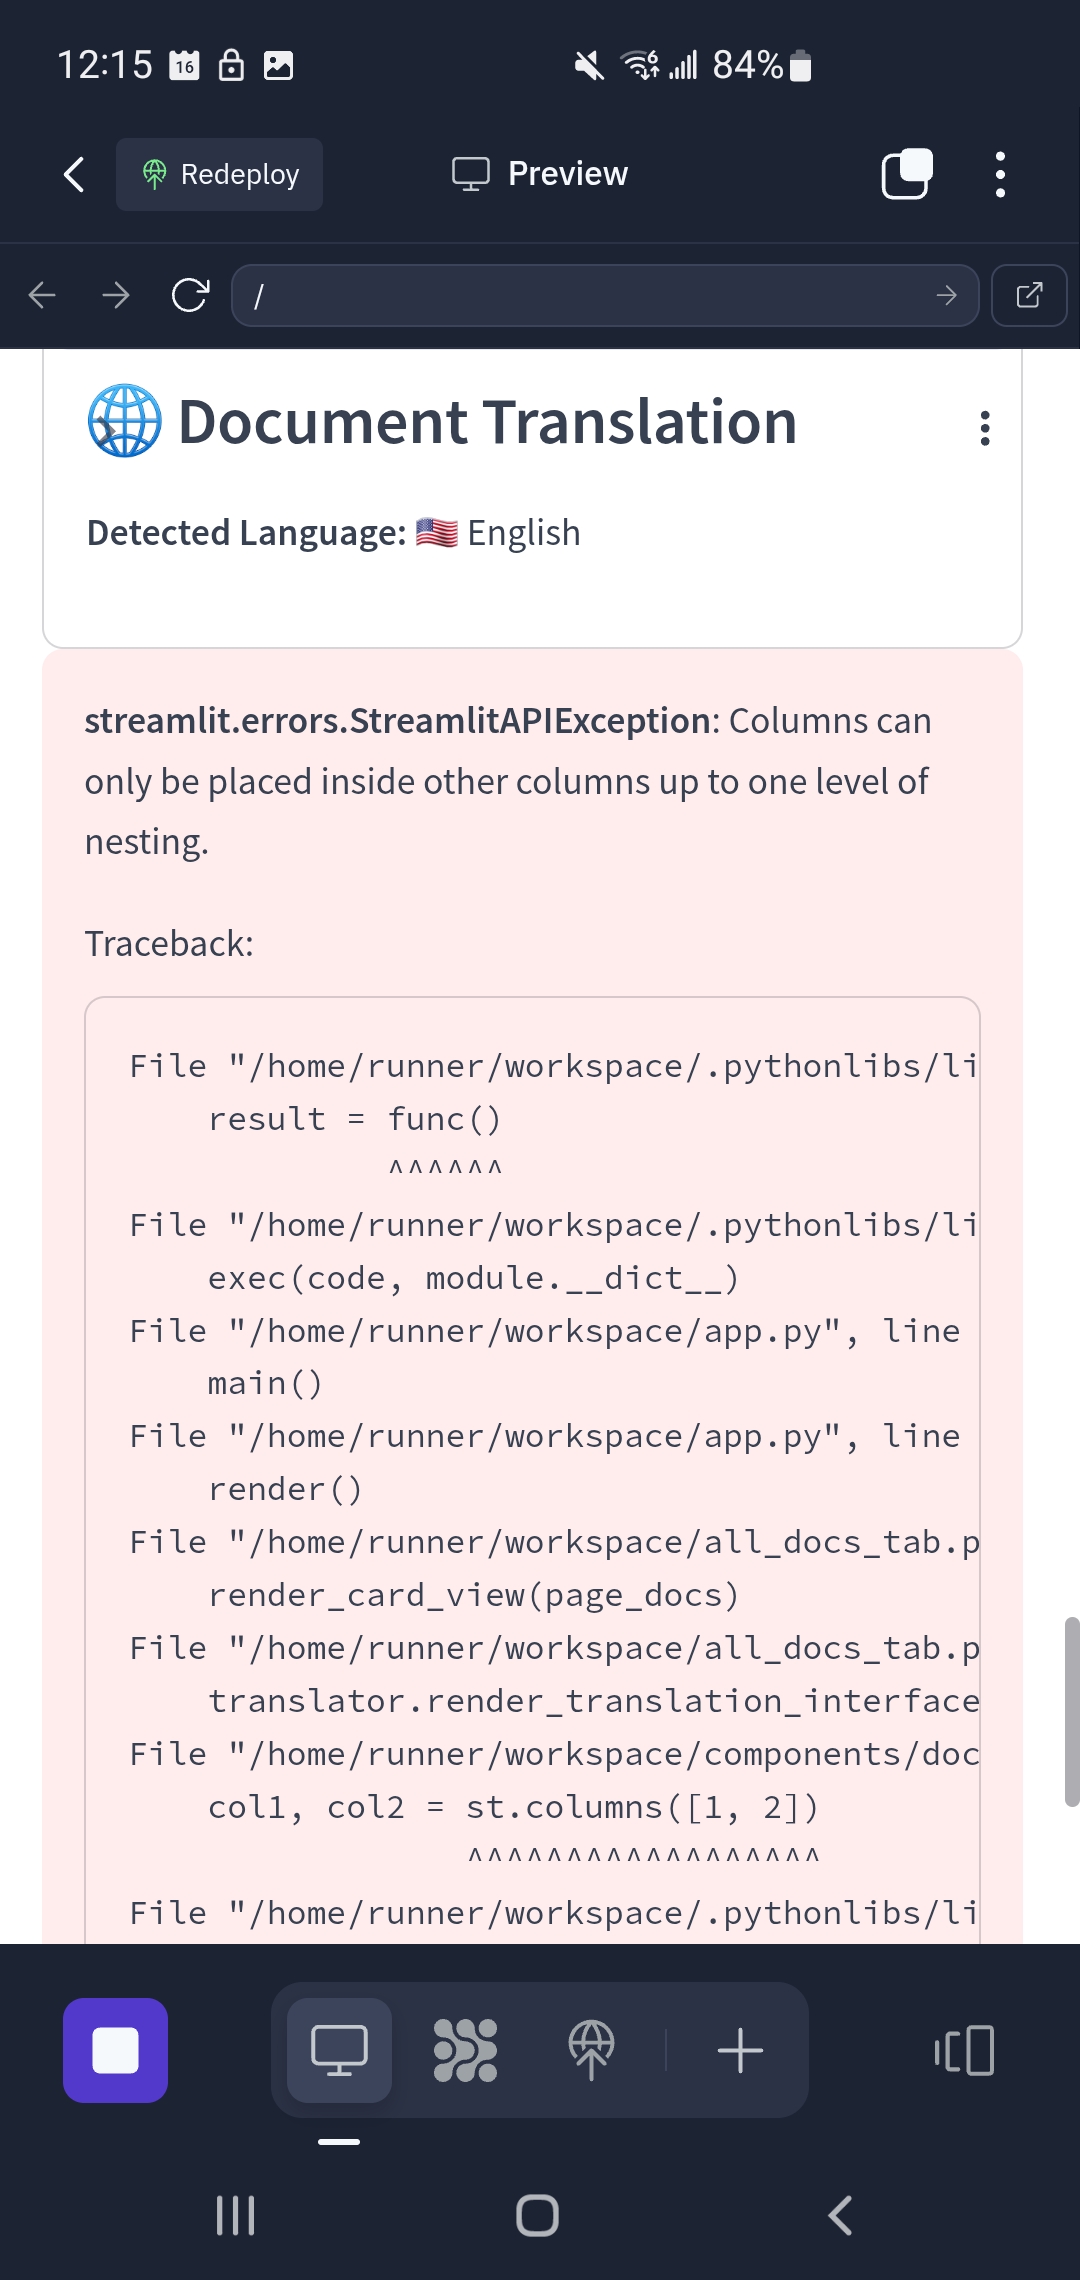 12:15 16 6 84%
Redeploy Preview
/
Document Translation
Detected Language: 🇺🇸 English
streamlit.errors.StreamlitAPIException: Columns can
only be placed inside other columns up to one level of
nesting.
Traceback:
File "/home/runner/workspace/.pythonlibs/li
result = func()
^^^^^^
File "/home/runner/workspace/.pythonlibs/li
exec(code, module.__dict__)
File "/home/runner/workspace/app.py", line
main()
File "/home/runner/workspace/app.py", line
render()
File "/home/runner/workspace/all_docs_tab.p
render_card_view(page_docs)
File "/home/runner/workspace/all_docs_tab.p
translator.render_translation_interface
File "/home/runner/workspace/components/doc
col1, col2 = st.columns([1, 2])
^^^^^^^^^^^^^^^^^^
File "/home/runner/workspace/.pythonlibs/li